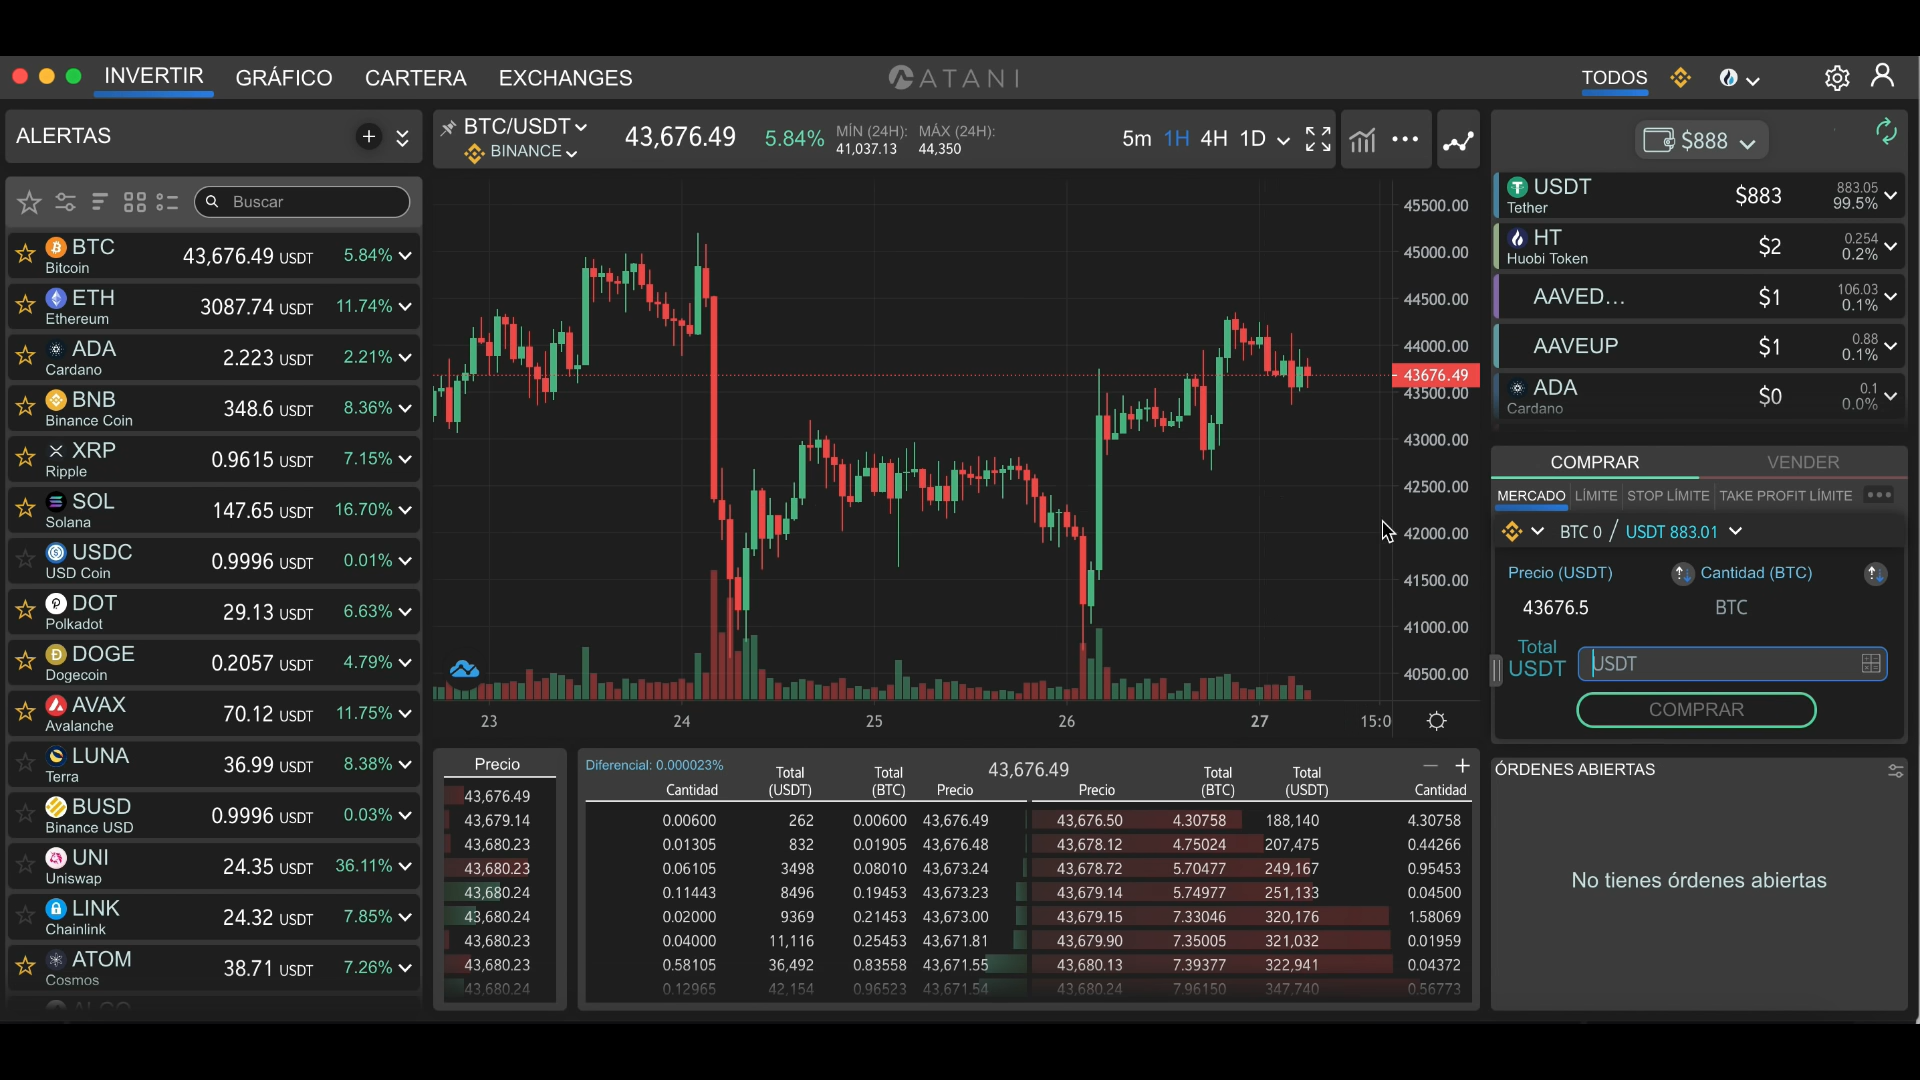 INVERTIR GRÁFICO CARTERA EXCHANGES
ATANI
TODOS
ALERTAS
Buscar
BTC 43,676.49 USDT 5.84%
Bitcoin
ETH 3087.74 USDT 11.74%
Ethereum
ADA 2.223 USDT 2.21%
Cardano
BNB 348.6 USDT 8.36%
Binance Coin
XRP 0.9615 USDT 7.15%
Ripple
SOL 147.65 USDT 16.70%
Solana
USDC 0.9996 USDT 0.01%
USD Coin
DOT 29.13 USDT 6.63%
Polkadot
DOGE 0.2057 USDT 4.79%
Dogecoin
AVAX 70.12 USDT 11.75%
Avalanche
LUNA 36.99 USDT 8.38%
Terra
BUSD 0.9996 USDT 0.03%
Binance USD
UNI 24.35 USDT 36.11%
Uniswap
LINK 24.32 USDT 7.85%
Chainlink
ATOM 38.71 USDT 7.26%
Cosmos
BTC/USDT
BINANCE
43,676.49 5.84%
MÍN (24H): MÁX (24H):
41,037.13 44,350
5m 1H 4H 1D
45500.00
45000.00
44500.00
44000.00
43676.49
43500.00
43000.00
42500.00
42000.00
41500.00
41000.00
40500.00
23 24 25 26 27 15:0
Precio
43,676.49
43,679.14
43,680.23
43,680.23
43,680.24
43,680.24
43,680.23
43,680.23
43,680.24
Diferencial: 0.000023% 43,676.49
Cantidad Total (USDT) Total (BTC) Precio Precio Total (BTC) Total (USDT) Cantidad
0.00600 262 0.00600 43,676.49 43,676.50 4.30758 188,140 4.30758
0.01305 832 0.01905 43,676.48 43,678.12 4.75024 207,475 0.44266
0.06105 3498 0.08010 43,673.24 43,678.72 5.70477 249,167 0.95453
0.11443 8496 0.19453 43,673.23 43,679.14 5.74977 251,133 0.04500
0.02000 9369 0.21453 43,673.00 43,679.15 7.33046 320,176 1.58069
0.04000 11,116 0.25453 43,671.81 43,679.90 7.35005 321,032 0.01959
0.58105 36,492 0.83558 43,671.55 43,680.13 7.39377 322,941 0.04372
0.12965 42,154 0.96523 43,671.54 43,680.24 7.96150 347,740 0.56773
$888
USDT $883 883.05
Tether 99.5%
HT $2 0.254
Huobi Token 0.2%
AAVED... $1 106.03
0.1%
AAVEUP $1 0.88
0.1%
ADA $0 0.1
Cardano 0.0%
COMPRAR VENDER
MERCADO LÍMITE STOP LÍMITE TAKE PROFIT LÍMITE
BTC 0 / USDT 883.01
Precio (USDT) Cantidad (BTC)
43676.5 BTC
Total
USDT USDT
COMPRAR
ÓRDENES ABIERTAS
No tienes órdenes abiertas